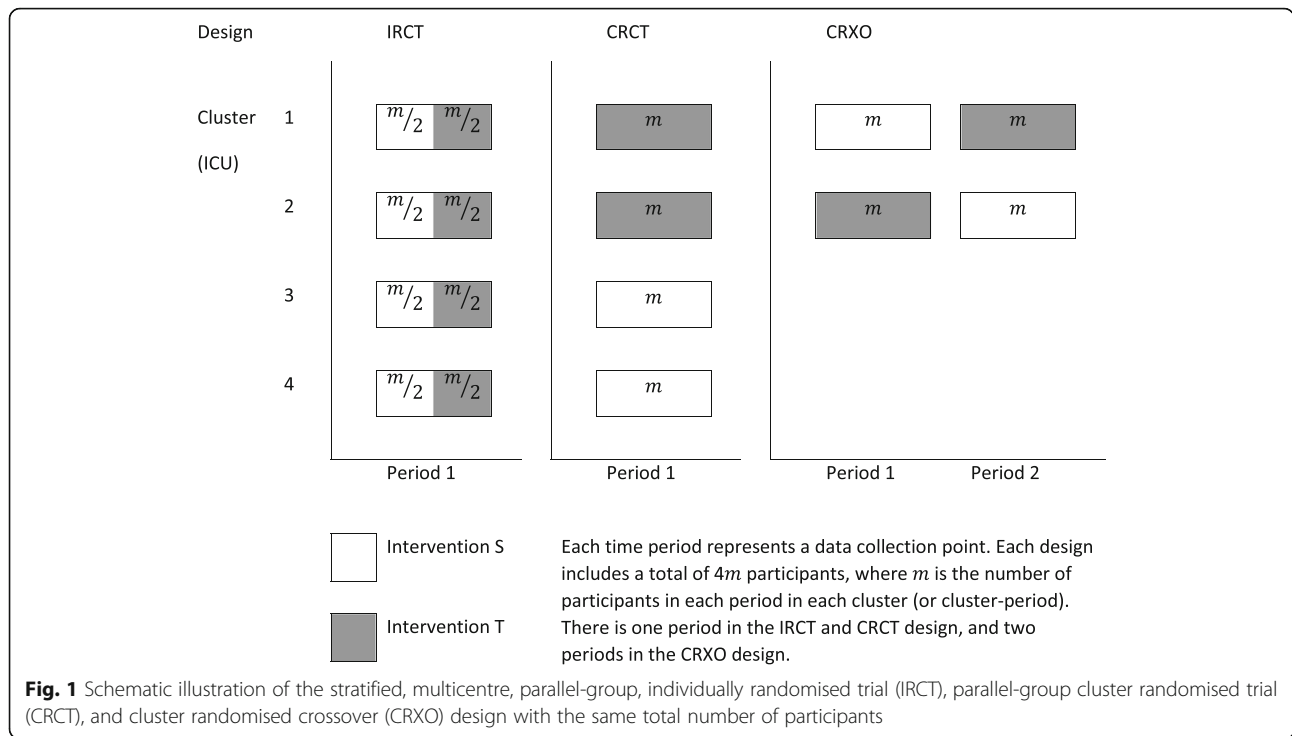 Design IRCT CRCT CRXO
Cluster 1 m/2 m/2 m m m
(ICU)
2 m/2 m/2 m m m
3 m/2 m/2 m
4 m/2 m/2 m
Period 1 Period 1 Period 1 Period 2
Intervention S
Intervention T
Each time period represents a data collection point. Each design
includes a total of 4m participants, where m is the number of
participants in each period in each cluster (or cluster-period).
There is one period in the IRCT and CRCT design, and two
periods in the CRXO design.
Fig. 1 Schematic illustration of the stratified, multicentre, parallel-group, individually randomised trial (IRCT), parallel-group cluster randomised trial
(CRCT), and cluster randomised crossover (CRXO) design with the same total number of participants